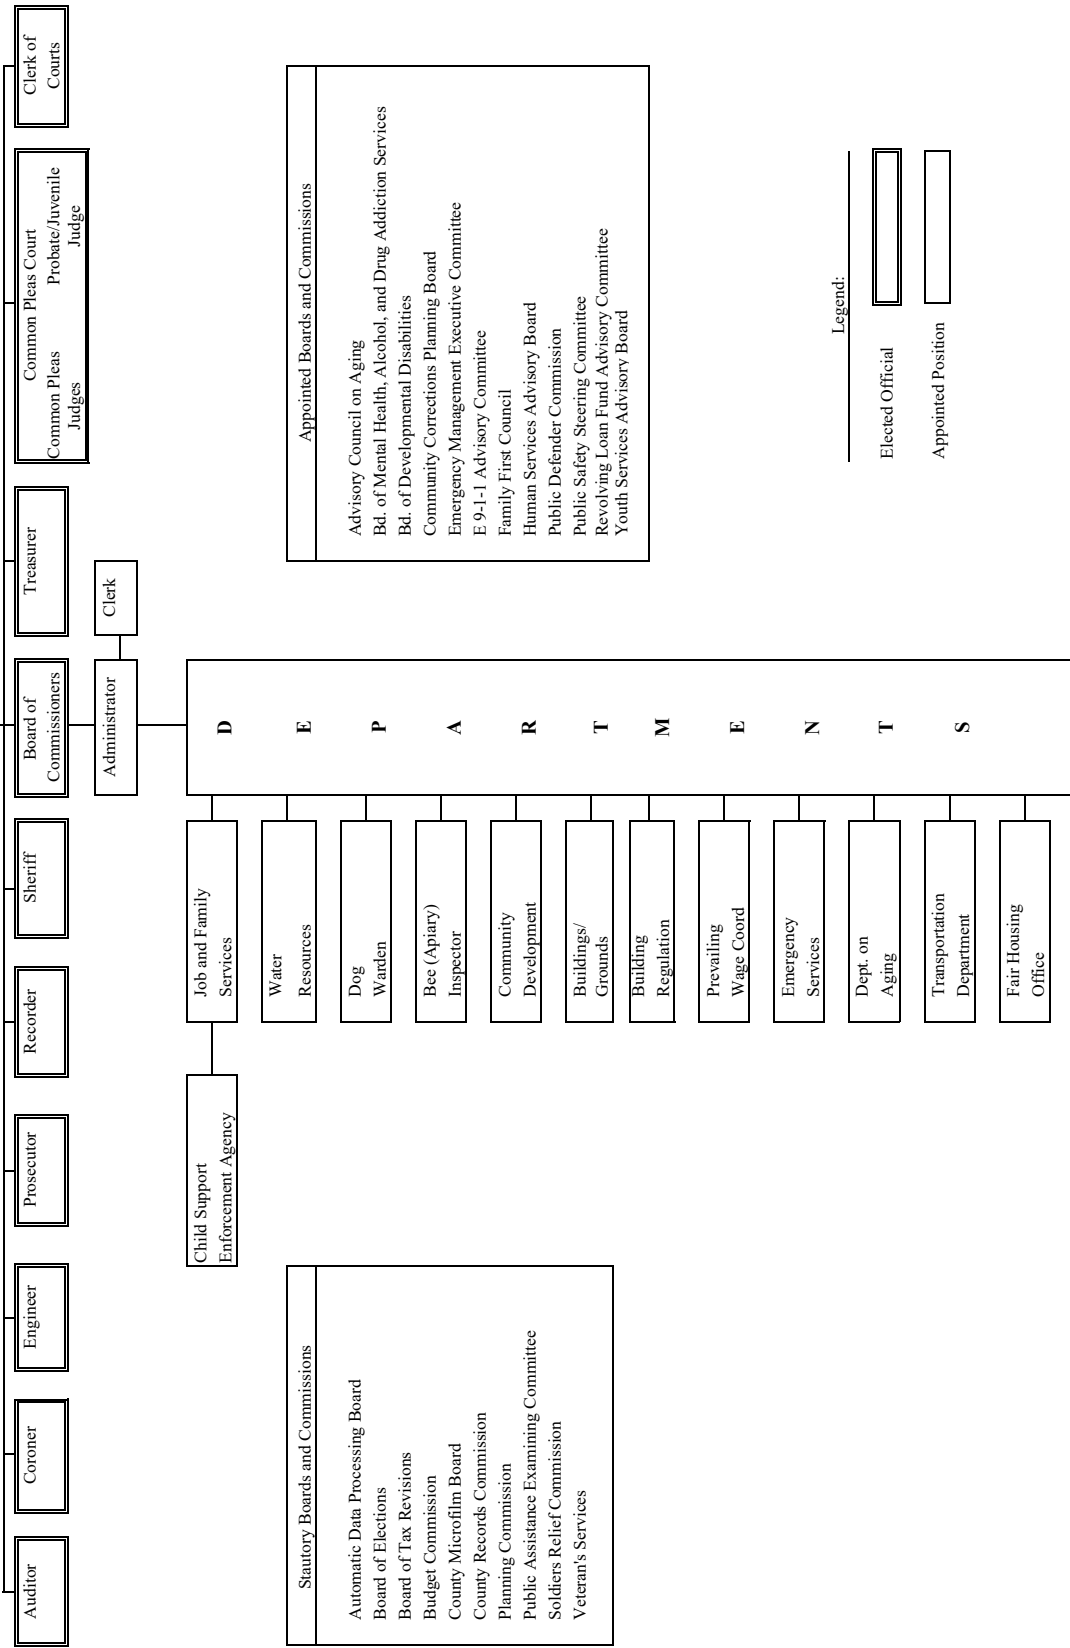 Auditor
Coroner
Engineer
Prosecutor
Recorder
Sheriff
Board of
Commissioners
Treasurer
Common Pleas Court
Common Pleas
Judges
Probate/Juvenile
Judge
Clerk of
Courts
Administrator
Clerk
Child Support
Enforcement Agency
Job and Family
Services
Water
Resources
Dog
Warden
Bee (Apiary)
Inspector
Community
Development
Buildings/
Grounds
Building
Regulation
Prevailing
Wage Coord
Emergency
Services
Dept. on
Aging
Transportation
Department
Fair Housing
Office
D
E
P
A
R
T
M
E
N
T
S
Stautory Boards and Commissions
Automatic Data Processing Board
Board of Elections
Board of Tax Revisions
Budget Commission
County Microfilm Board
County Records Commission
Planning Commission
Public Assistance Examining Committee
Soldiers Relief Commission
Veteran's Services
Appointed Boards and Commissions
Advisory Council on Aging
Bd. of Mental Health, Alcohol, and Drug Addiction Services
Bd. of Developmental Disabilities
Community Corrections Planning Board
Emergency Management Executive Committee
E 9-1-1 Advisory Committee
Family First Council
Human Services Advisory Board
Public Defender Commission
Public Safety Steering Committee
Revolving Loan Fund Advisory Committee
Youth Services Advisory Board
Legend:
Elected Official
Appointed Position